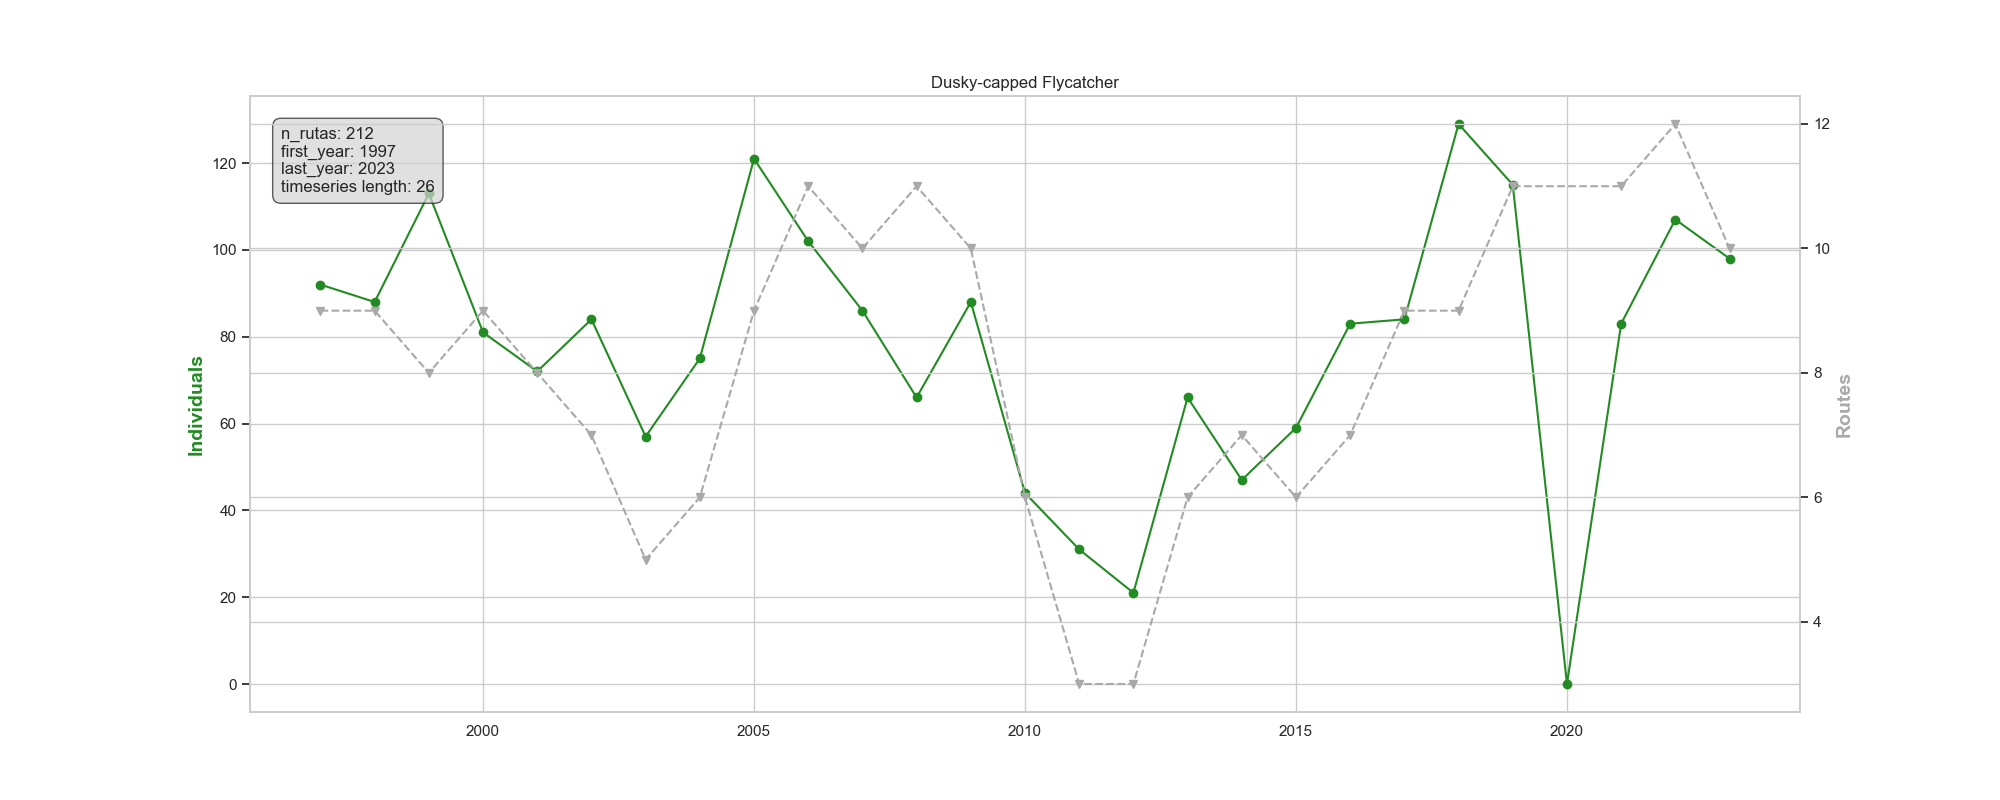 Dusky-capped Flycatcher
n_rutas: 212
first_year: 1997
last_year: 2023
timeseries length: 26
120
100
80
60
40
20
0
Individuals
12
10
8
6
4
Routes
2000 2005 2010 2015 2020